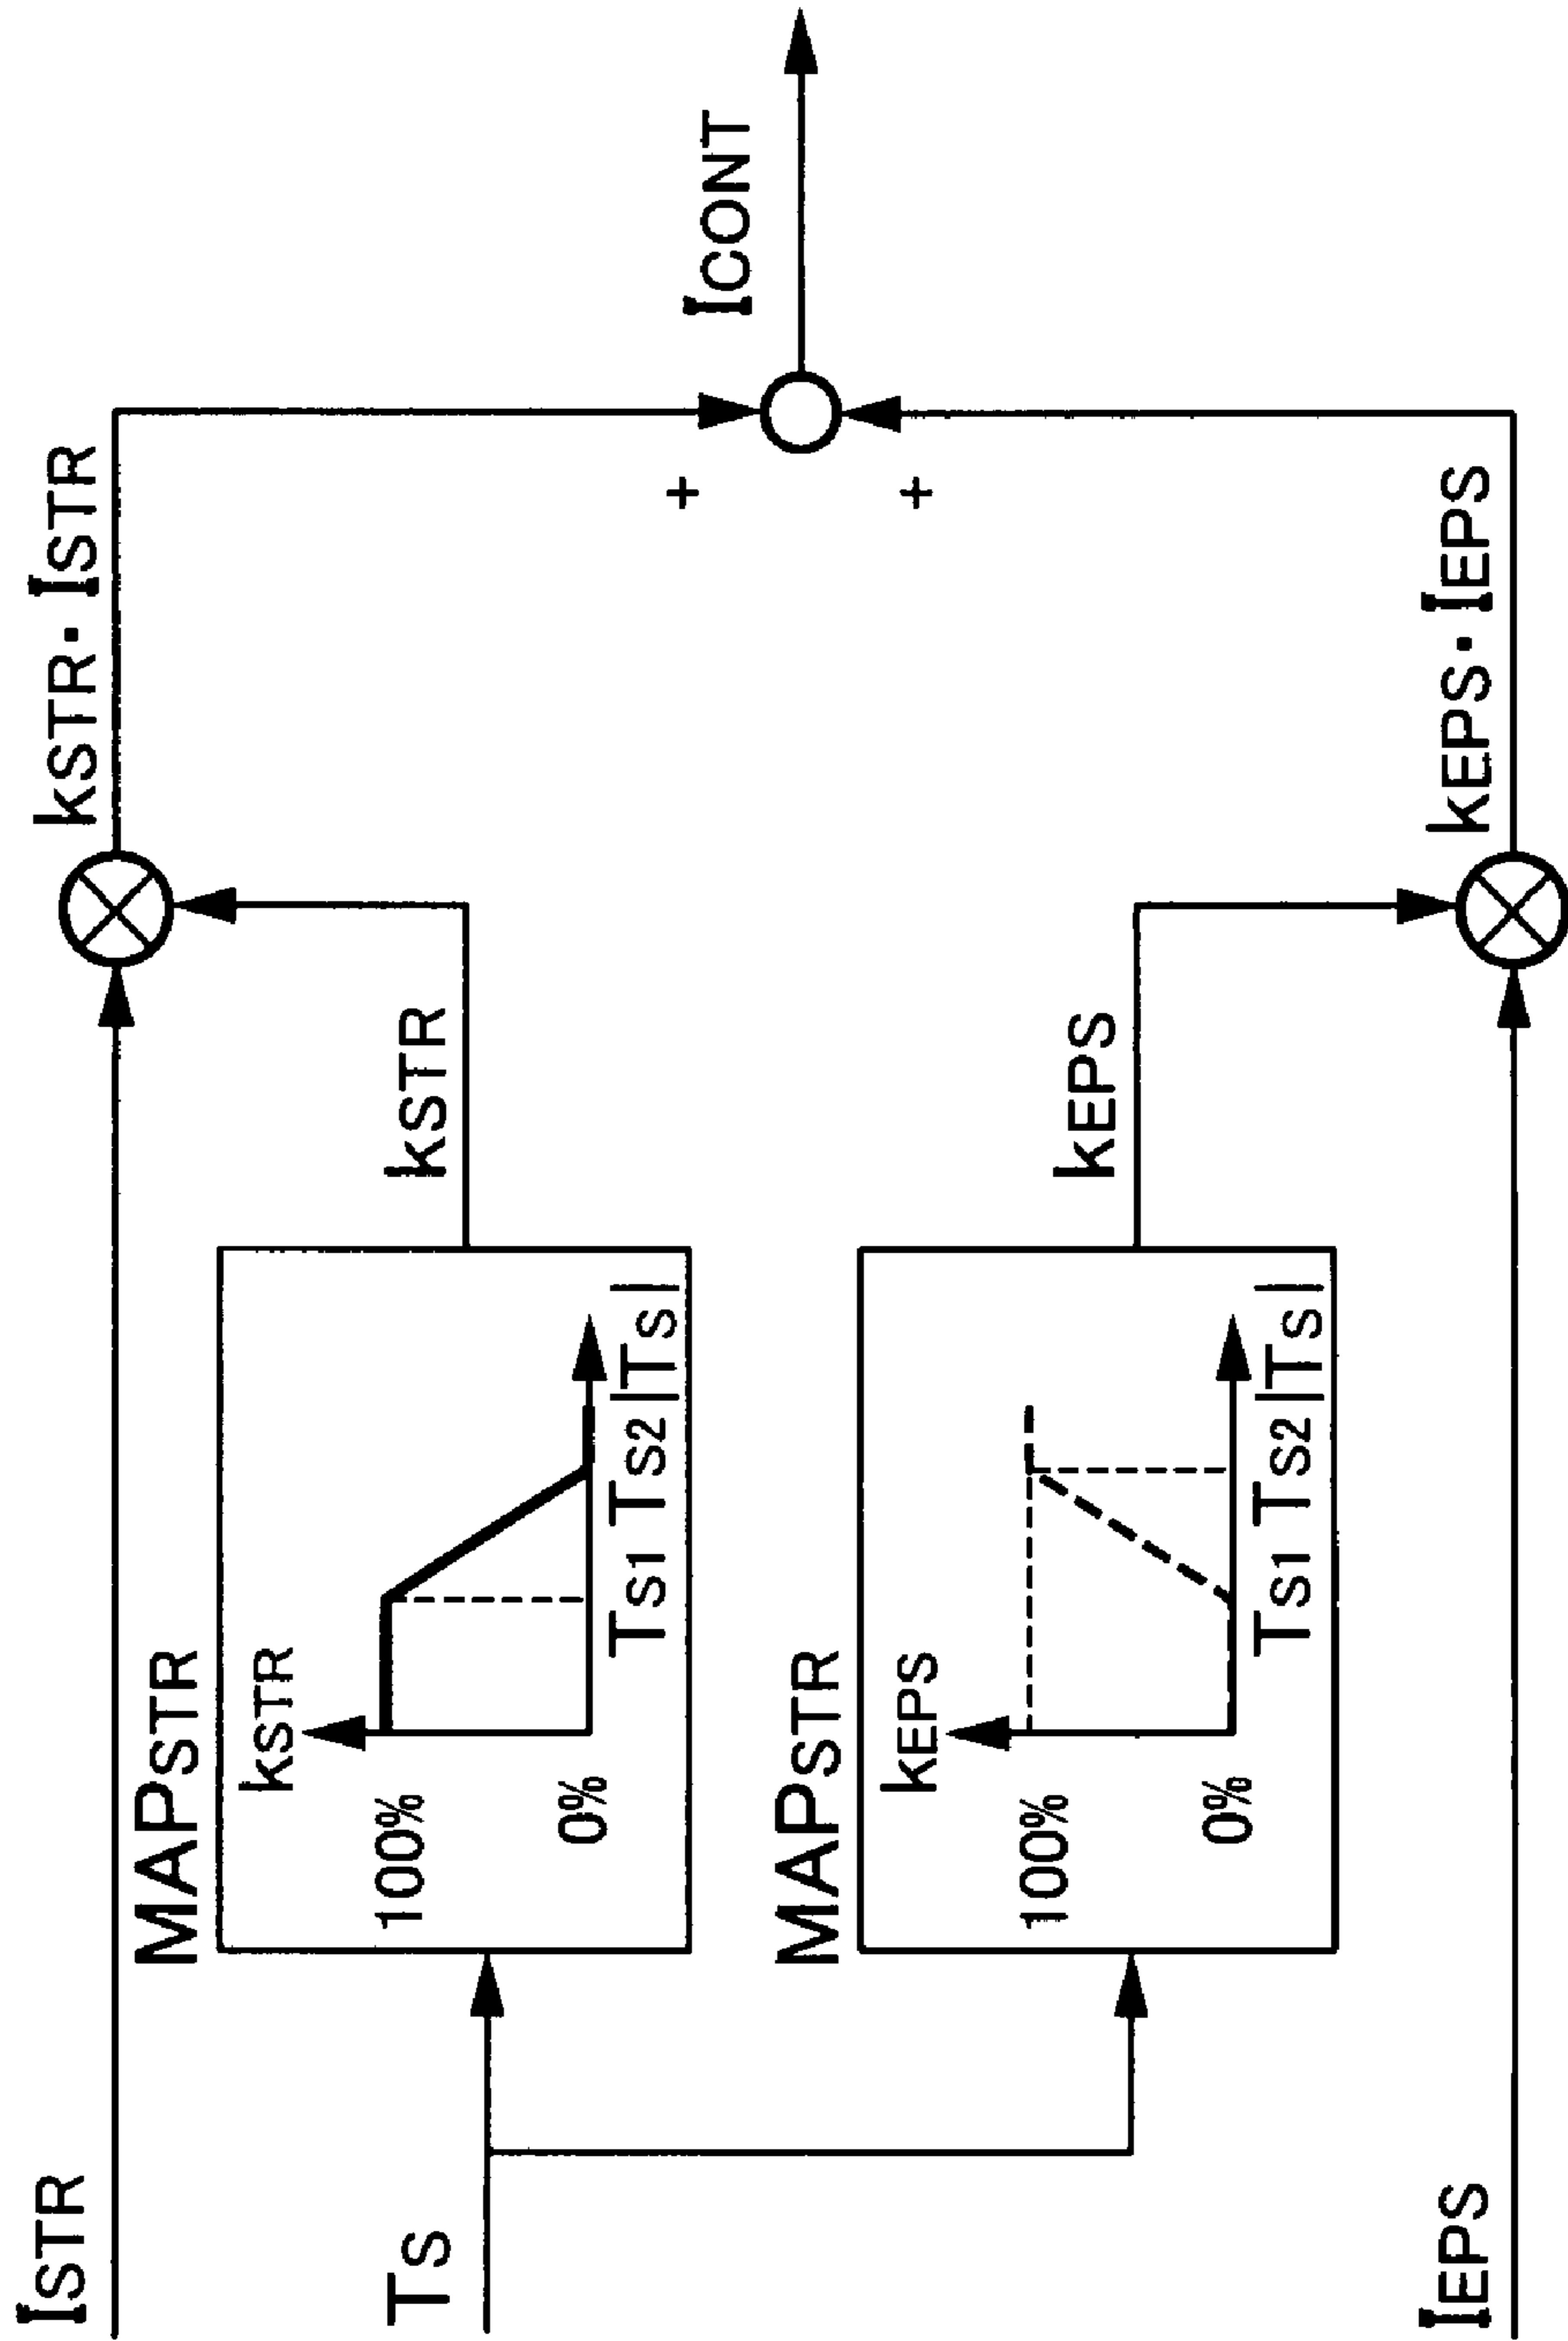 ISTR
kSTR·ISTR
MAPSTR
kSTR
100%
0%
TS1 TS2 |TS|
kSTR
TS
+
ICONT
+
MAPSTR
kEPS
100%
0%
TS1 TS2 |TS|
kEPS
IEPS
kEPS·IEPS